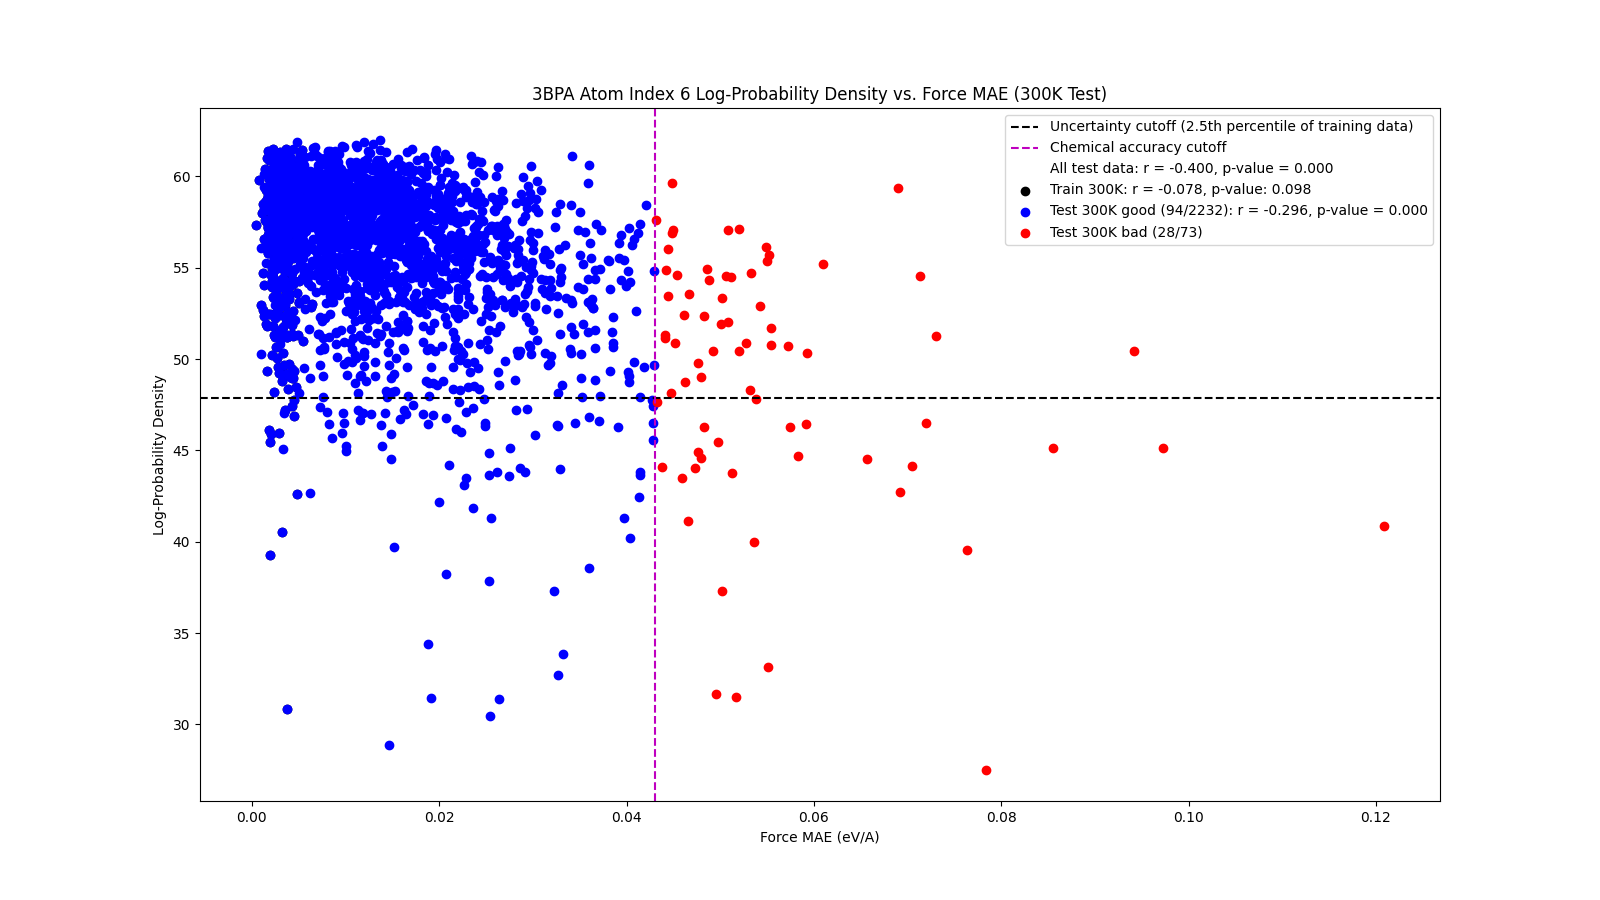 3BPA Atom Index 6 Log-Probability Density vs. Force MAE (300K Test)
Uncertainty cutoff (2.5th percentile of training data)
Chemical accuracy cutoff
All test data: r = -0.400, p-value = 0.000
Train 300K: r = -0.078, p-value: 0.098
Test 300K good (94/2232): r = -0.296, p-value = 0.000
Test 300K bad (28/73)
Log-Probability Density
60
55
50
45
40
35
30
0.00 0.02 0.04 0.06 0.08 0.10 0.12
Force MAE (eV/A)